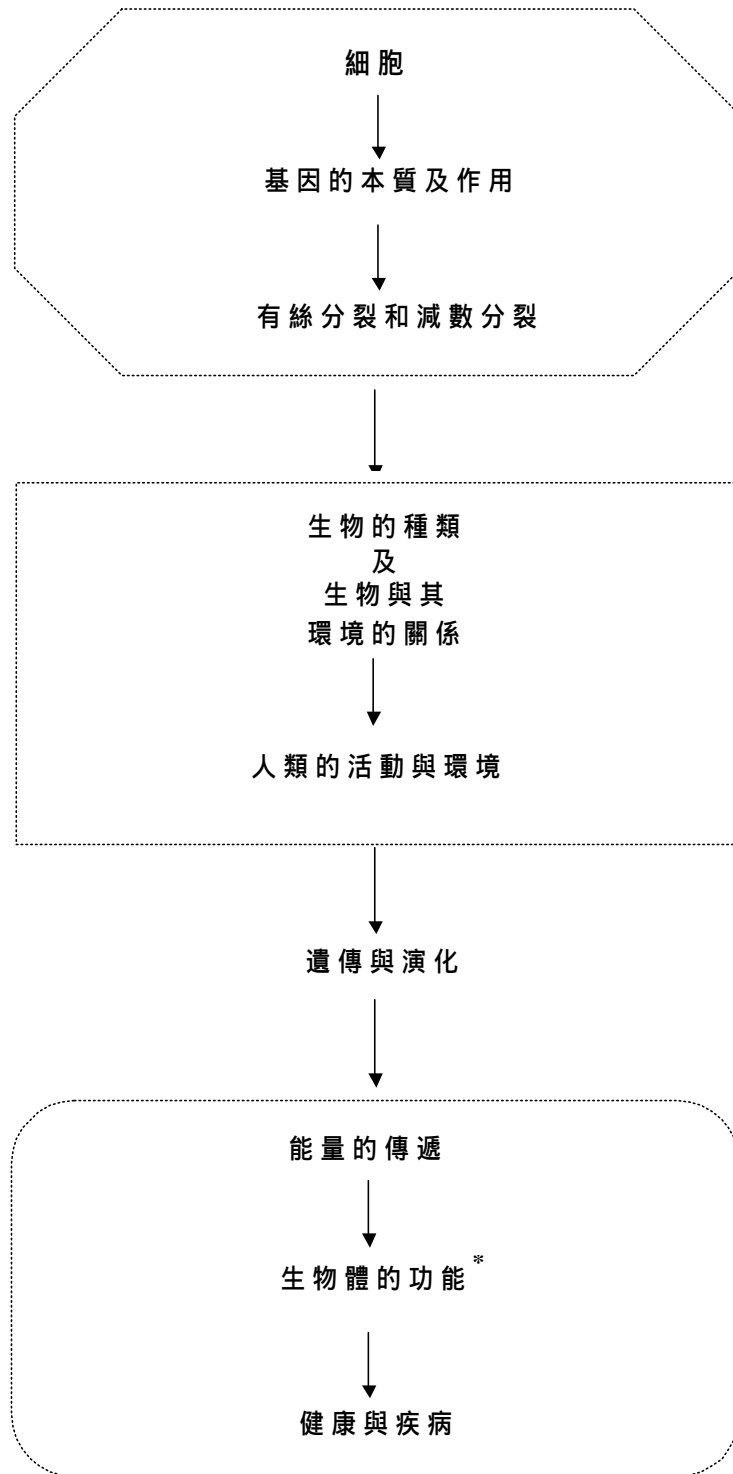 細胞
基因的本質及作用
有絲分裂和減數分裂
生物的種類
及
生物與其
環境的關係
人類的活動與環境
遺傳與演化
能量的傳遞
生物體的功能*
健康與疾病